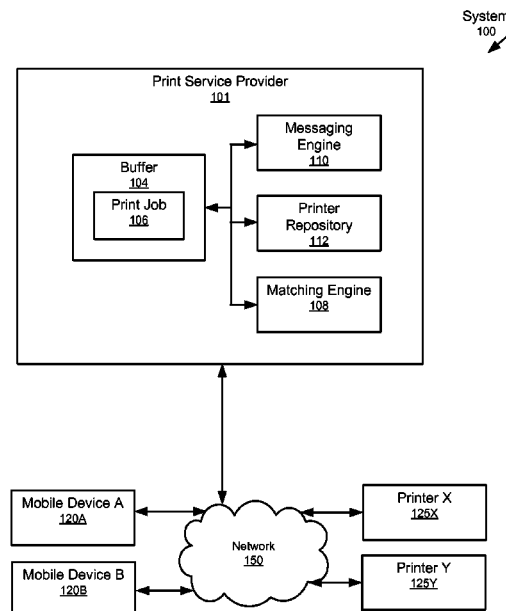 System
100
Print Service Provider
101
Buffer
104
Print Job
106
Messaging
Engine
110
Printer
Repository
112
Matching Engine
108
Mobile Device A
120A
Mobile Device B
120B
Network
150
Printer X
125X
Printer Y
125Y